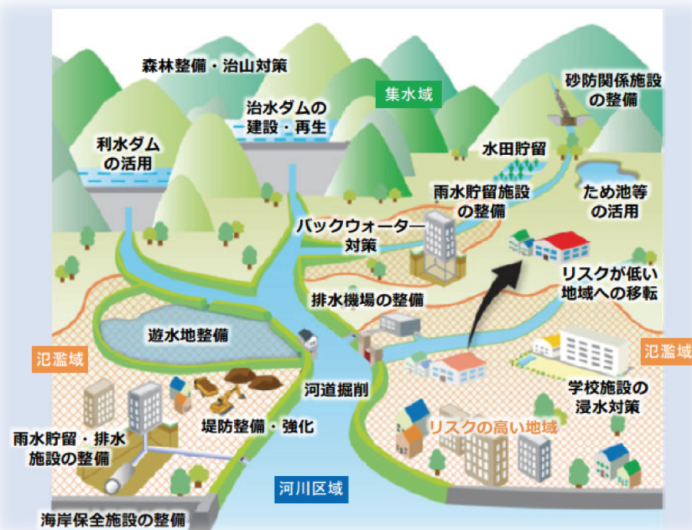 森林整備・治山対策
集水域
砂防関係施設
の整備
治水ダムの
建設・再生
利水ダム
の活用
水田貯留
雨水貯留施設
の整備
ため池等
の活用
バックウォーター
対策
リスクが低い
地域への移転
排水機場の整備
遊水地整備
氾濫域
氾濫域
河道掘削
学校施設の
浸水対策
堤防整備・強化
リスクの高い地域
雨水貯留・排水
施設の整備
河川区域
海岸保全施設の整備